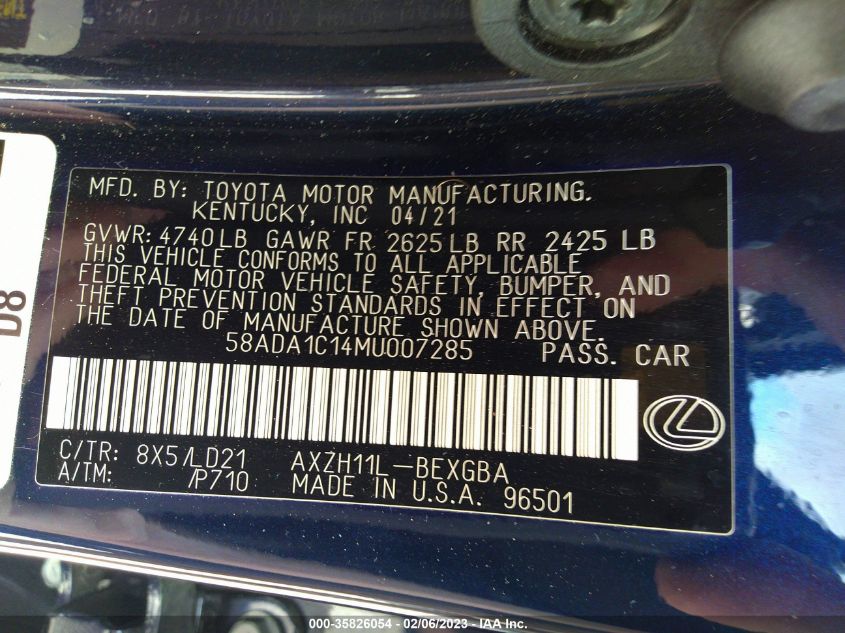 MFD. BY: TOYOTA MOTOR MANUFACTURING.
KENTUCKY, INC 04/21
GVWR: 4740LB GAWR FR 2625LB RR 2425 LB
THIS VEHICLE CONFORMS TO ALL APPLICABLE
FEDERAL MOTOR VEHICLE SAFETY, BUMPER, AND
THEFT PREVENTION STANDARDS IN EFFECT ON
THE DATE OF MANUFACTURE SHOWN ABOVE.
58ADA1C14MU007285 PASS. CAR
C/TR: 8X5/LD21 AXZH11L-BEXGBA
A/TM: /P710 MADE IN U.S.A. 96501
D8
000-35826054 - 02/06/2023 - IAA Inc.